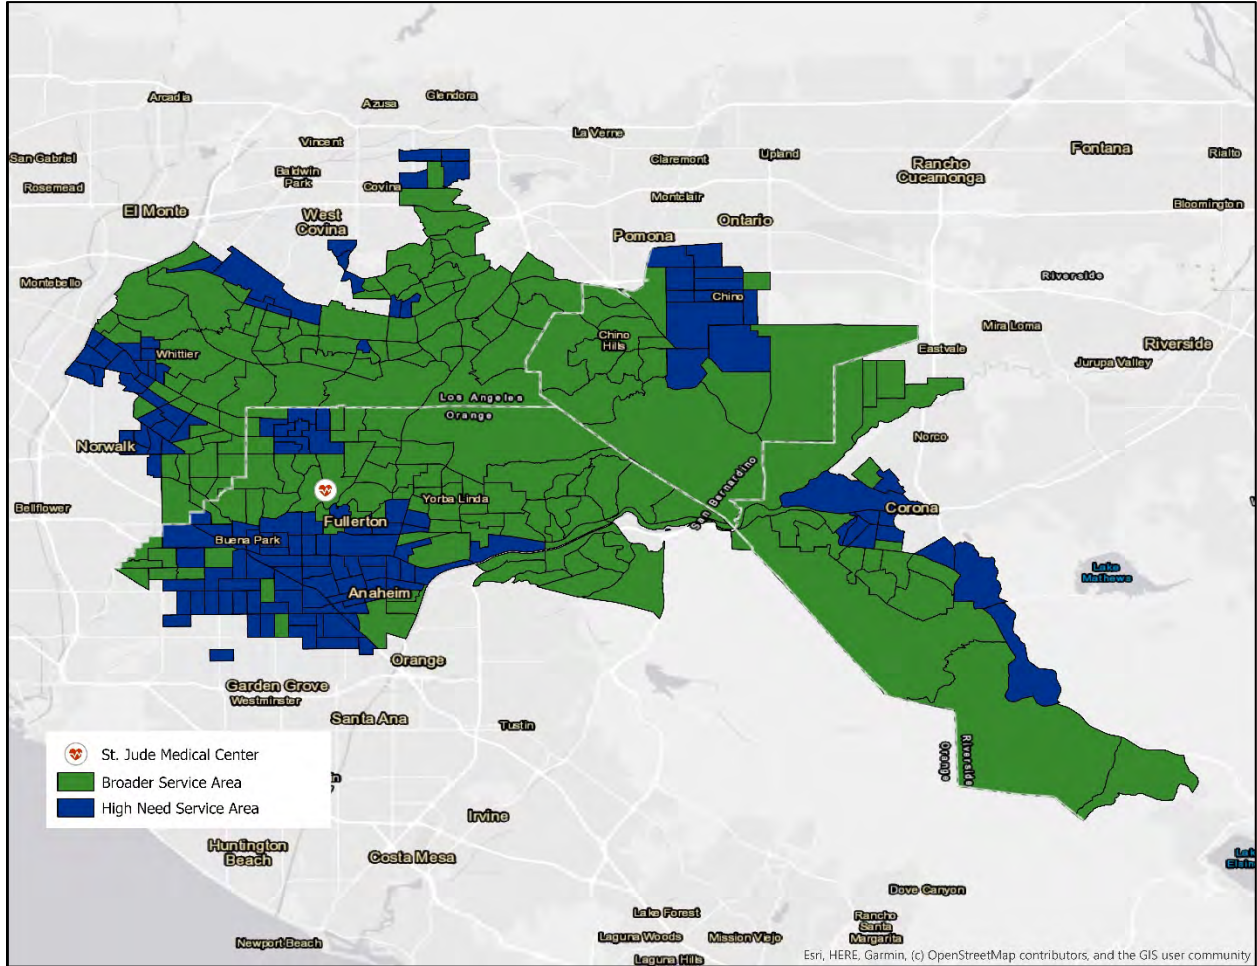 Arcadia
Azusa
Glendora
Vincent
La Verne
San Gabriel
Baldwin
Park
Covina
Claremont
Upland
Rancho
Cucamonga
Fontana
Rialto
Rosemead
El Monte
West
Covina
Montclair
Bloomington
Pomona
Ontario
Montebello
Riverside
Chino
Whittier
Chino
Hills
Mira Loma
Eastvale
Riverside
Jurupa Valley
Los Angeles
Orange
Norwalk
Norco
San Bernardino
Bellflower
Yorba Linda
Corona
Fullerton
Buena Park
Lake
Mathews
Anaheim
Orange
Garden Grove
Westminster
Santa Ana
Tustin
Orange
Riverside
St. Jude Medical Center
Broader Service Area
High Need Service Area
Irvine
Huntington
Beach
Costa Mesa
Dove Canyon
Lake Forest
Rancho
Santa
Margarita
Laguna Woods
Mission Viejo
Newport Beach
Laguna Hills
Esri, HERE, Garmin, (c) OpenStreetMap contributors, and the GIS user community